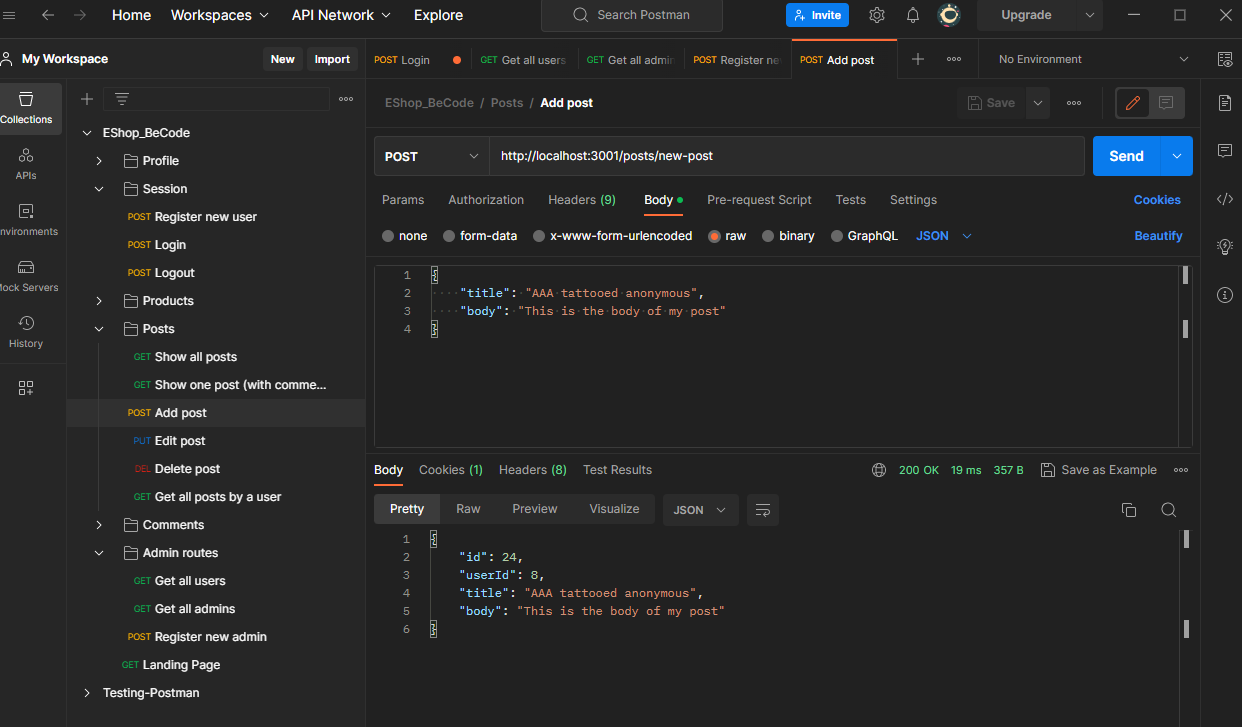 Home Workspaces API Network Explore Search Postman Invite Upgrade
My Workspace New Import POST Login GET Get all users GET Get all admin POST Register ne POST Add post No Environment
Collections
APIs
nvironments
Mock Servers
History
EShop_BeCode
Profile
Session
POST Register new user
POST Login
POST Logout
Products
Posts
GET Show all posts
GET Show one post (with comme...
POST Add post
PUT Edit post
DEL Delete post
GET Get all posts by a user
Comments
Admin routes
GET Get all users
GET Get all admins
POST Register new admin
GET Landing Page
Testing-Postman
EShop_BeCode / Posts / Add post Save
POST http://localhost:3001/posts/new-post Send
Params Authorization Headers (9) Body Pre-request Script Tests Settings Cookies
none form-data x-www-form-urlencoded raw binary GraphQL JSON Beautify
1 {
2 "title": "AAA tattooed anonymous",
3 "body": "This is the body of my post"
4 }
Body Cookies (1) Headers (8) Test Results 200 OK 19 ms 357 B Save as Example
Pretty Raw Preview Visualize JSON
1 {
2 "id": 24,
3 "userId": 8,
4 "title": "AAA tattooed anonymous",
5 "body": "This is the body of my post"
6 }